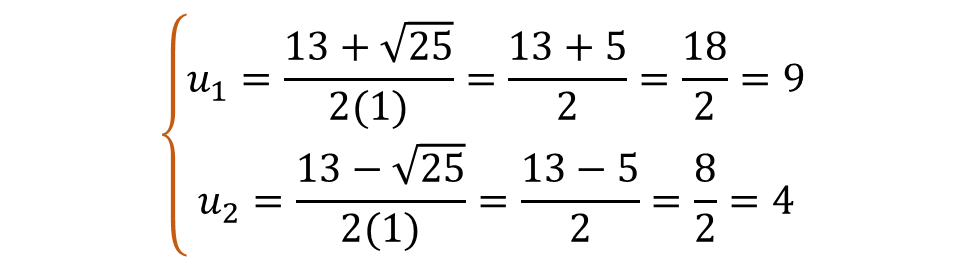 u₁ = (13 + √25) / 2(1) = (13 + 5) / 2 = 18 / 2 = 9
u₂ = (13 − √25) / 2(1) = (13 − 5) / 2 = 8 / 2 = 4